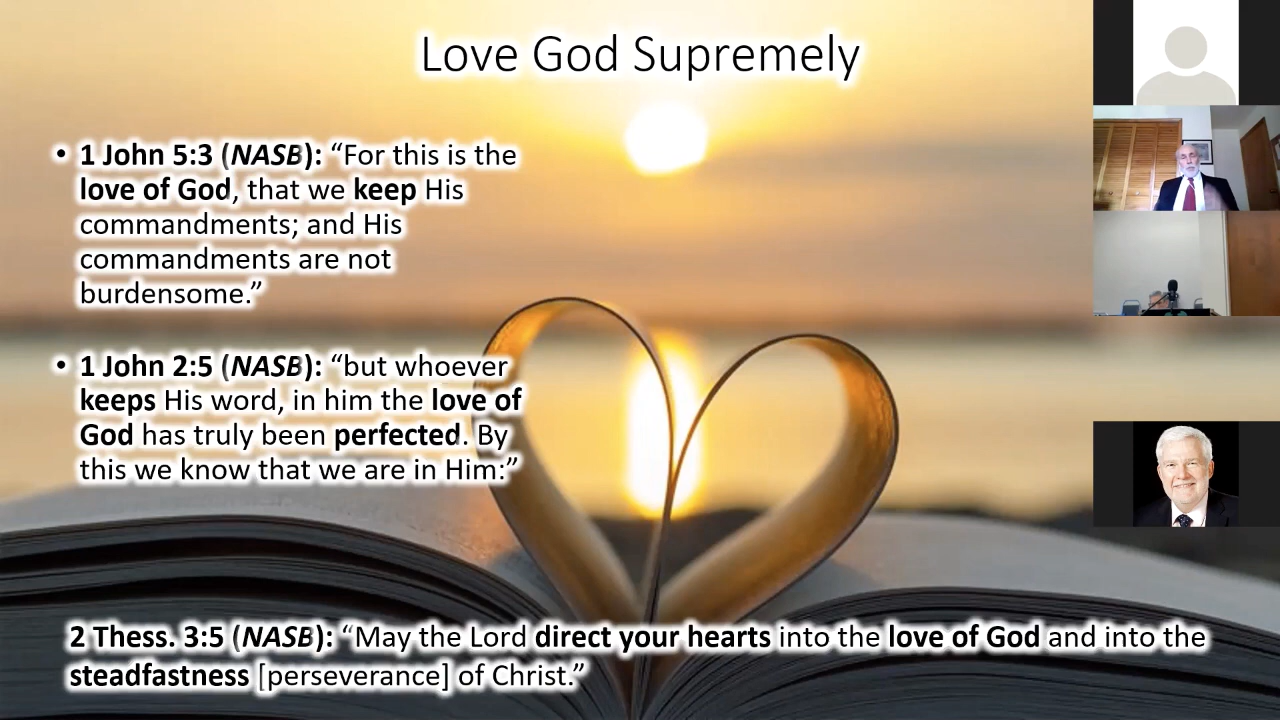 Love God Supremely
• 1 John 5:3 (NASB): “For this is the
love of God, that we keep His
commandments; and His
commandments are not
burdensome.”
• 1 John 2:5 (NASB): “but whoever
keeps His word, in him the love of
God has truly been perfected. By
this we know that we are in Him:”
2 Thess. 3:5 (NASB): “May the Lord direct your hearts into the love of God and into the
steadfastness [perseverance] of Christ.”